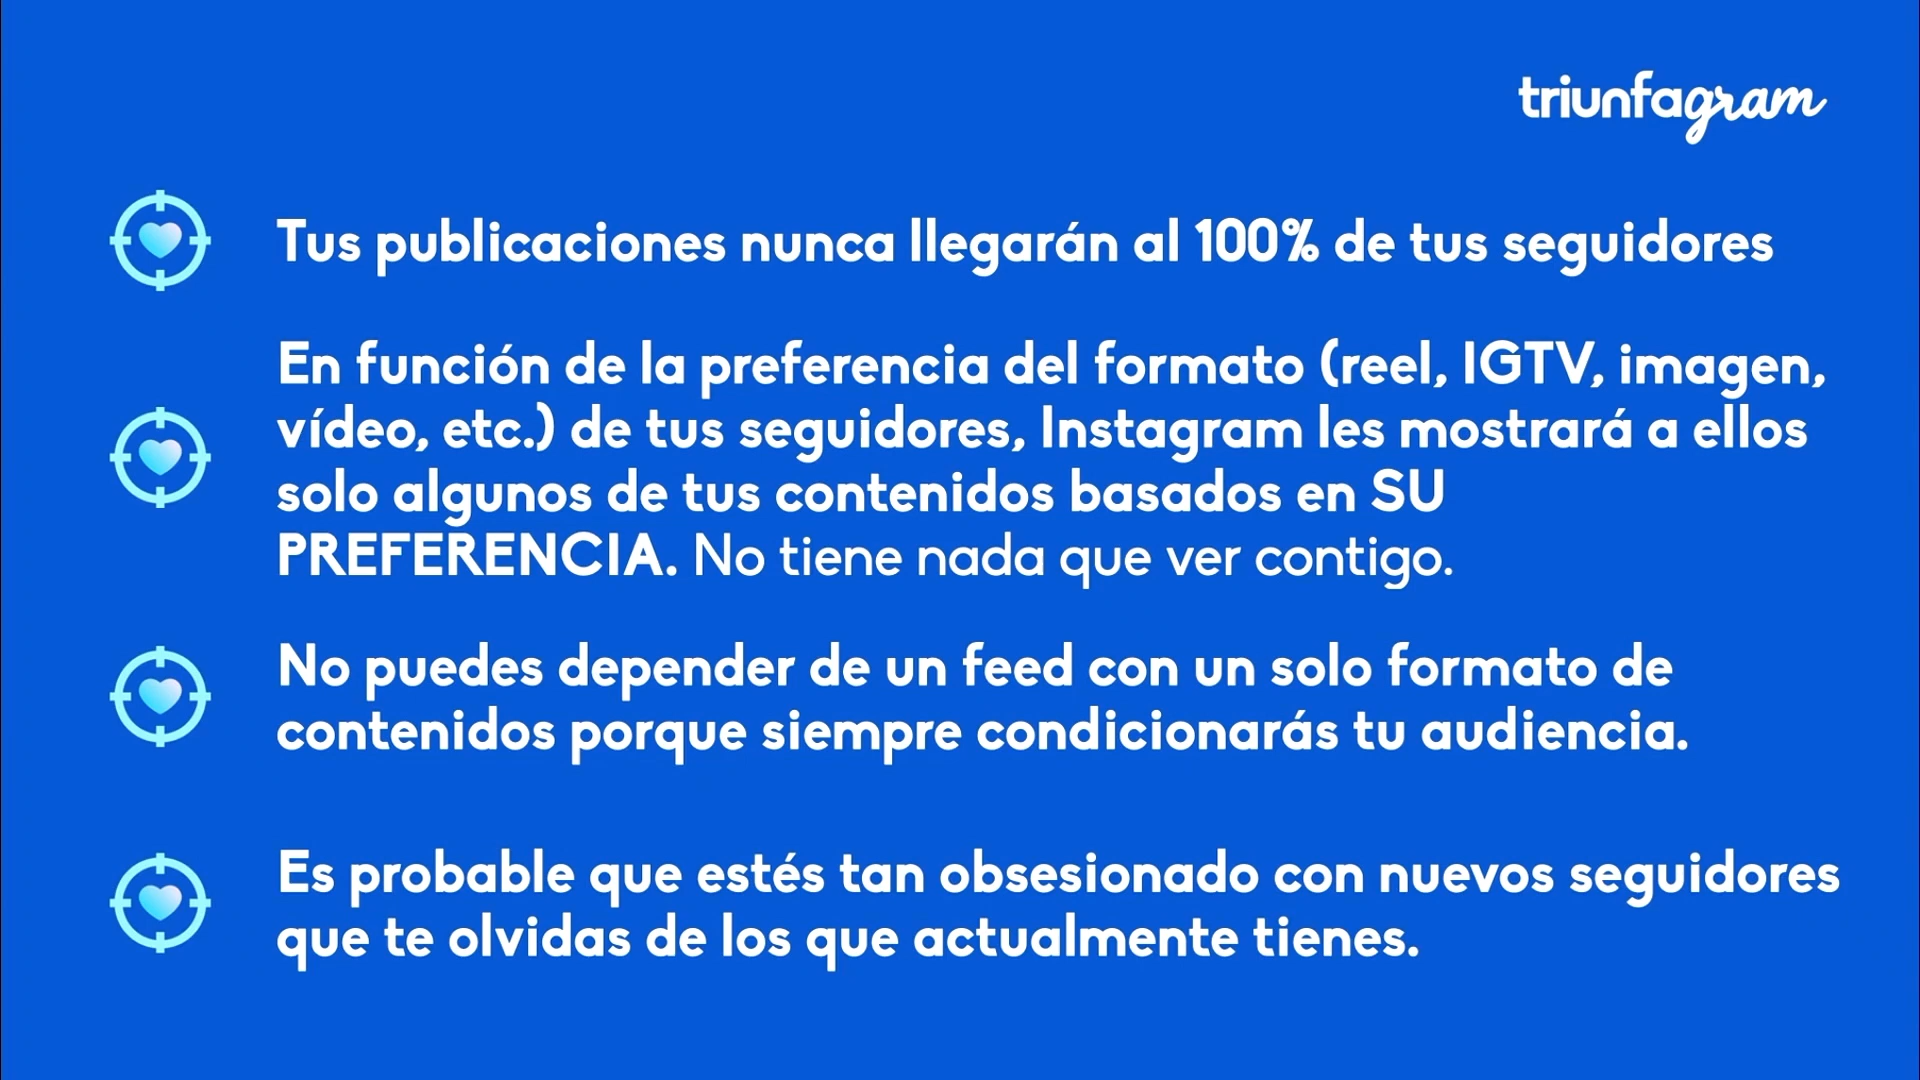 triunfagram
Tus publicaciones nunca llegarán al 100% de tus seguidores
En función de la preferencia del formato (reel, IGTV, imagen,
vídeo, etc.) de tus seguidores, Instagram les mostrará a ellos
solo algunos de tus contenidos basados en SU
PREFERENCIA. No tiene nada que ver contigo.
No puedes depender de un feed con un solo formato de
contenidos porque siempre condicionarás tu audiencia.
Es probable que estés tan obsesionado con nuevos seguidores
que te olvidas de los que actualmente tienes.